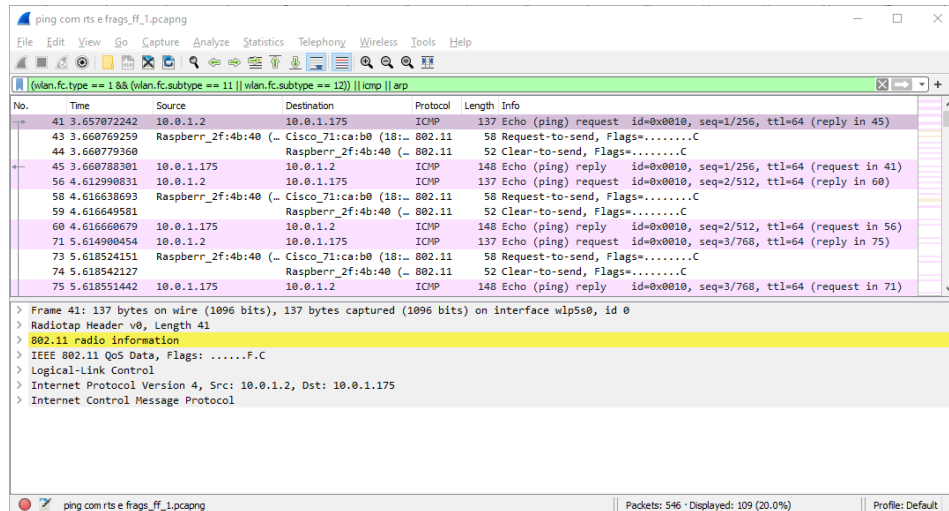 ping com rts e frags_ff_1.pcapng
File Edit View Go Capture Analyze Statistics Telephony Wireless Tools Help
(wlan.fc.type == 1 && (wlan.fc.subtype == 11 || wlan.fc.subtype == 12)) || icmp || arp
No. Time Source Destination Protocol Length Info
41 3.657072242 10.0.1.2 10.0.1.175 ICMP 137 Echo (ping) request id=0x0010, seq=1/256, ttl=64 (reply in 45)
43 3.660769259 Raspberr_2f:4b:40 (… Cisco_71:ca:b0 (18:… 802.11 58 Request-to-send, Flags=........C
44 3.660779360 Raspberr_2f:4b:40 (… 802.11 52 Clear-to-send, Flags=........C
45 3.660788301 10.0.1.175 10.0.1.2 ICMP 148 Echo (ping) reply id=0x0010, seq=1/256, ttl=64 (request in 41)
56 4.612990831 10.0.1.2 10.0.1.175 ICMP 137 Echo (ping) request id=0x0010, seq=2/512, ttl=64 (reply in 60)
58 4.616638693 Raspberr_2f:4b:40 (… Cisco_71:ca:b0 (18:… 802.11 58 Request-to-send, Flags=........C
59 4.616649581 Raspberr_2f:4b:40 (… 802.11 52 Clear-to-send, Flags=........C
60 4.616660679 10.0.1.175 10.0.1.2 ICMP 148 Echo (ping) reply id=0x0010, seq=2/512, ttl=64 (request in 56)
71 5.614900454 10.0.1.2 10.0.1.175 ICMP 137 Echo (ping) request id=0x0010, seq=3/768, ttl=64 (reply in 75)
73 5.618524151 Raspberr_2f:4b:40 (… Cisco_71:ca:b0 (18:… 802.11 58 Request-to-send, Flags=........C
74 5.618542127 Raspberr_2f:4b:40 (… 802.11 52 Clear-to-send, Flags=........C
75 5.618551442 10.0.1.175 10.0.1.2 ICMP 148 Echo (ping) reply id=0x0010, seq=3/768, ttl=64 (request in 71)
> Frame 41: 137 bytes on wire (1096 bits), 137 bytes captured (1096 bits) on interface wlp5s0, id 0
> Radiotap Header v0, Length 41
> 802.11 radio information
> IEEE 802.11 QoS Data, Flags: ......F.C
> Logical-Link Control
> Internet Protocol Version 4, Src: 10.0.1.2, Dst: 10.0.1.175
> Internet Control Message Protocol
ping com rts e frags_ff_1.pcapng Packets: 546 · Displayed: 109 (20.0%) Profile: Default